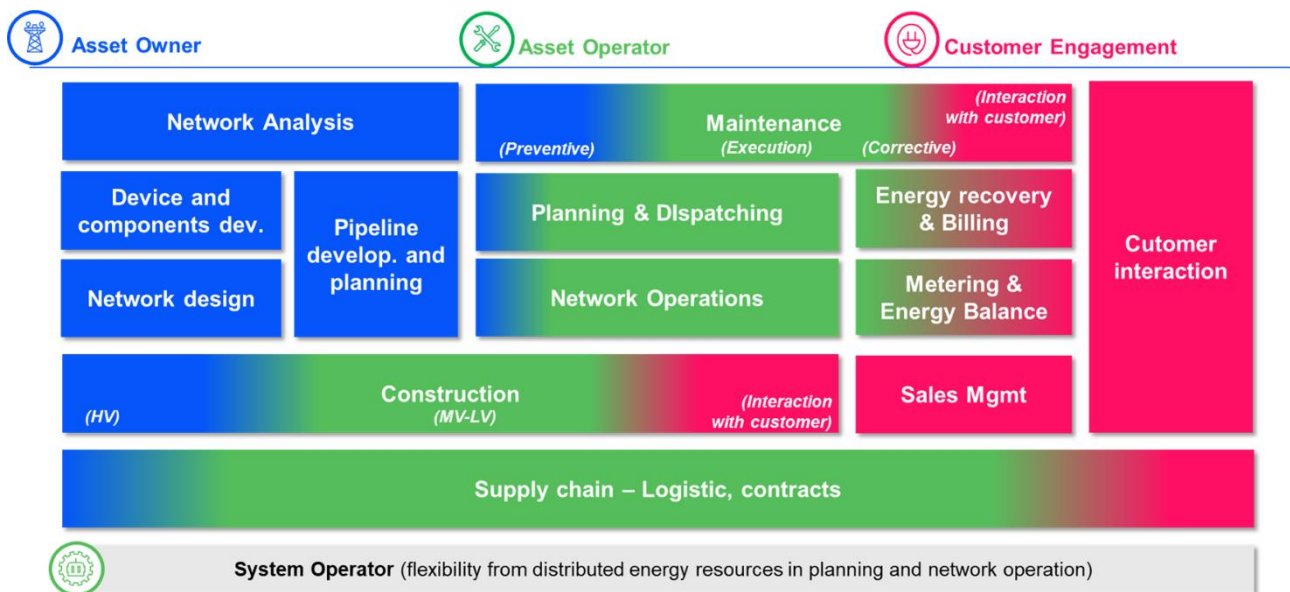 Asset Owner
Asset Operator
Customer Engagement
Network Analysis
Maintenance
(Preventive)
(Execution)
(Corrective)
(Interaction
with customer)
Device and
components dev.
Pipeline
develop. and
planning
Planning & DIspatching
Energy recovery
& Billing
Cutomer
interaction
Network design
Network Operations
Metering &
Energy Balance
Construction
(HV)
(MV-LV)
(Interaction
with customer)
Sales Mgmt
Supply chain – Logistic, contracts
System Operator (flexibility from distributed energy resources in planning and network operation)